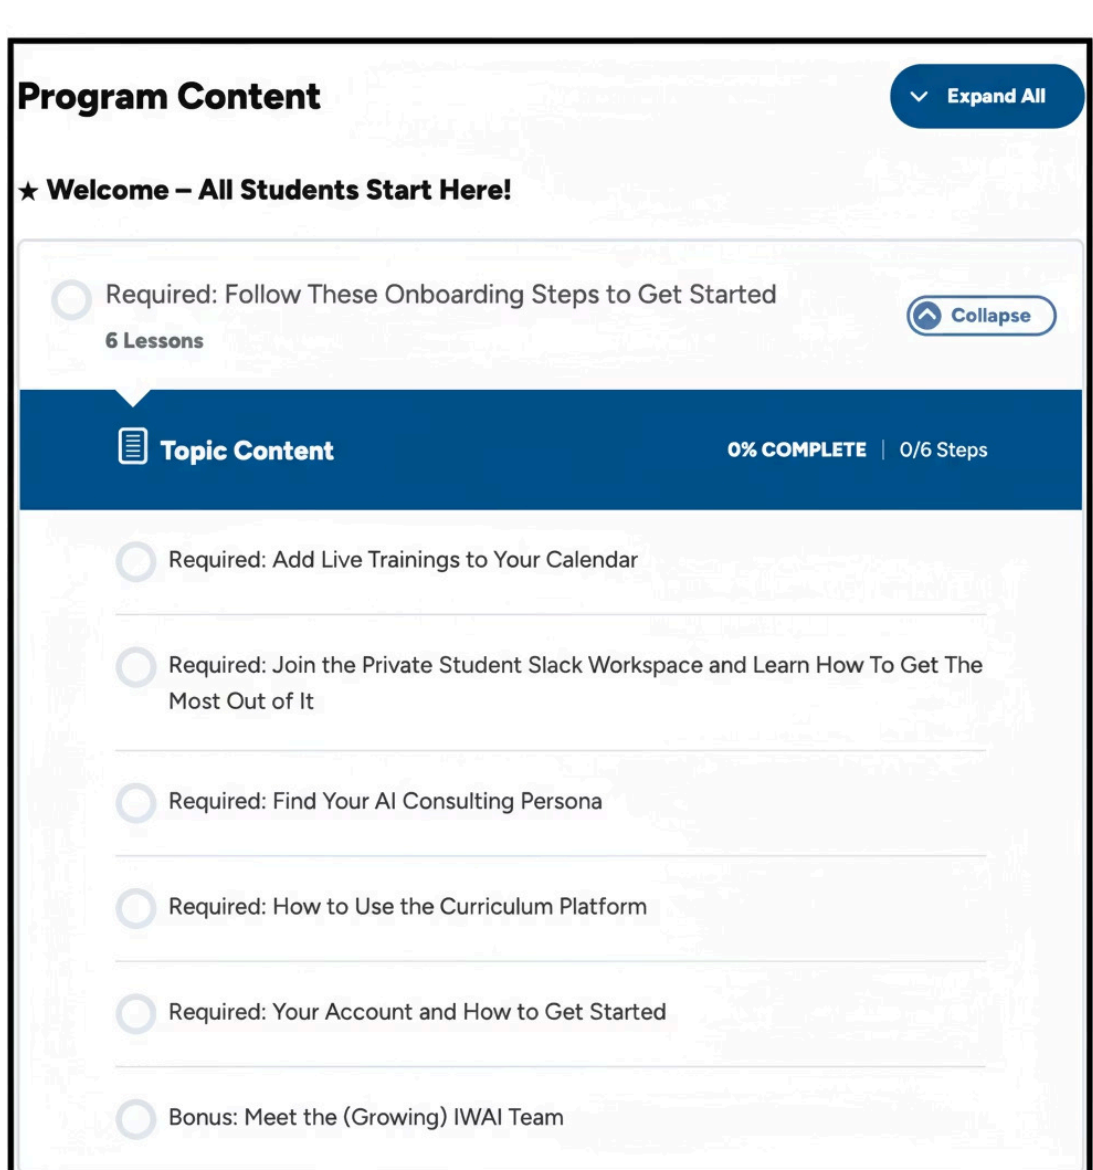 Program Content
Expand All
★ Welcome – All Students Start Here!
Required: Follow These Onboarding Steps to Get Started
6 Lessons
Collapse
Topic Content
0% COMPLETE | 0/6 Steps
Required: Add Live Trainings to Your Calendar
Required: Join the Private Student Slack Workspace and Learn How To Get The
Most Out of It
Required: Find Your AI Consulting Persona
Required: How to Use the Curriculum Platform
Required: Your Account and How to Get Started
Bonus: Meet the (Growing) IWAI Team